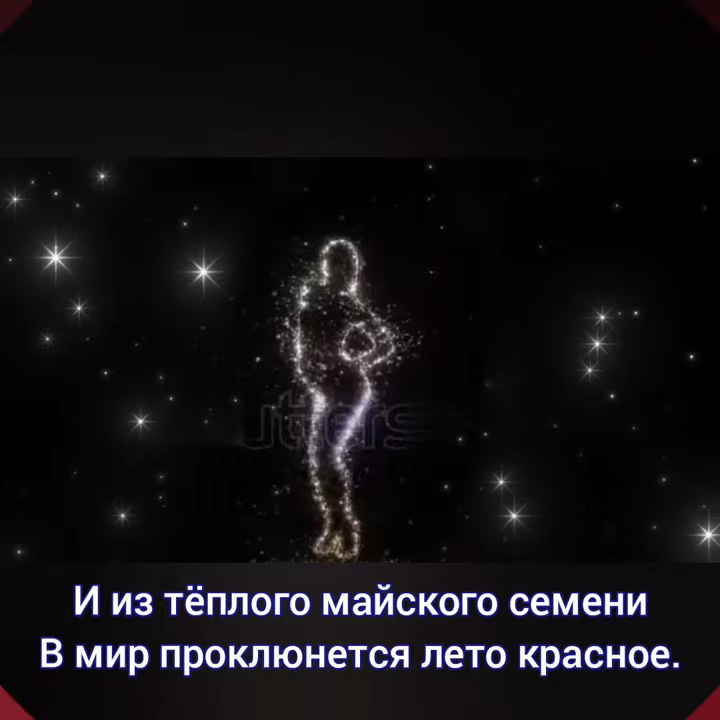 И из тёплого майского семени
В мир проклюнется лето красное.